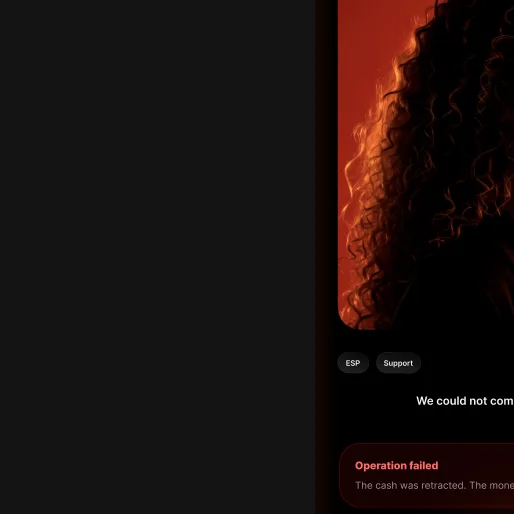 ESP
Support
We could not com
Operation failed
The cash was retracted. The mone